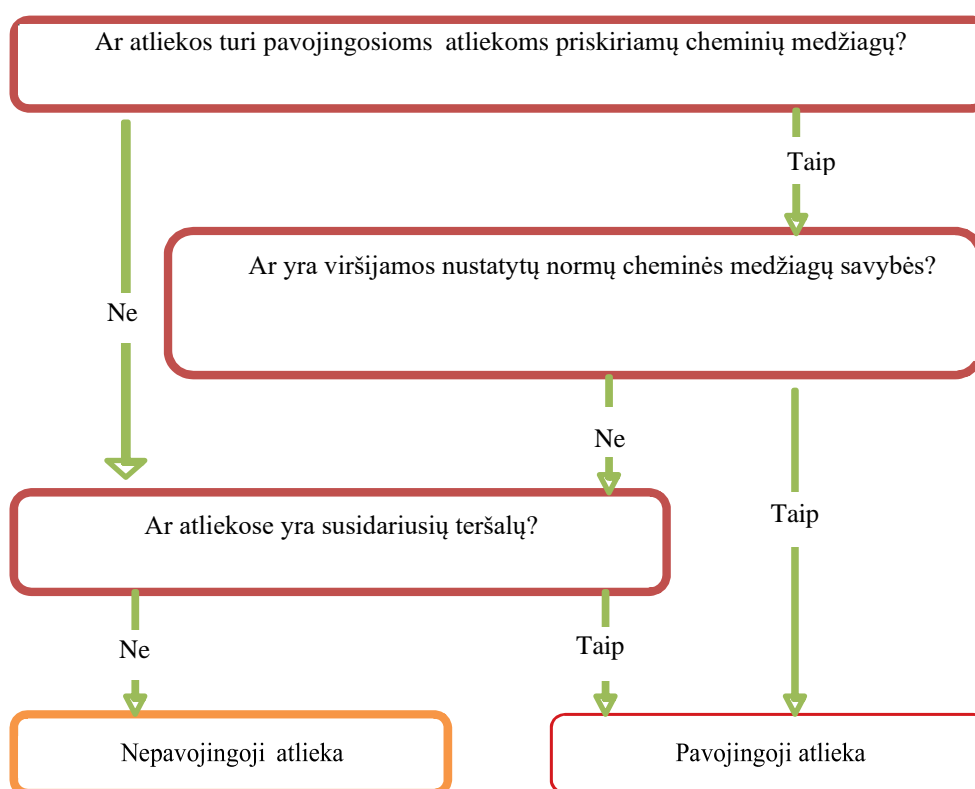 Ar atliekos turi pavojingosioms atliekoms priskiriamų cheminių medžiagų?
Taip
Ar yra viršijamos nustatytų normų cheminės medžiagų savybės?
Ne
Ne
Taip
Ar atliekose yra susidariusių teršalų?
Ne
Taip
Nepavojingoji atlieka
Pavojingoji atlieka